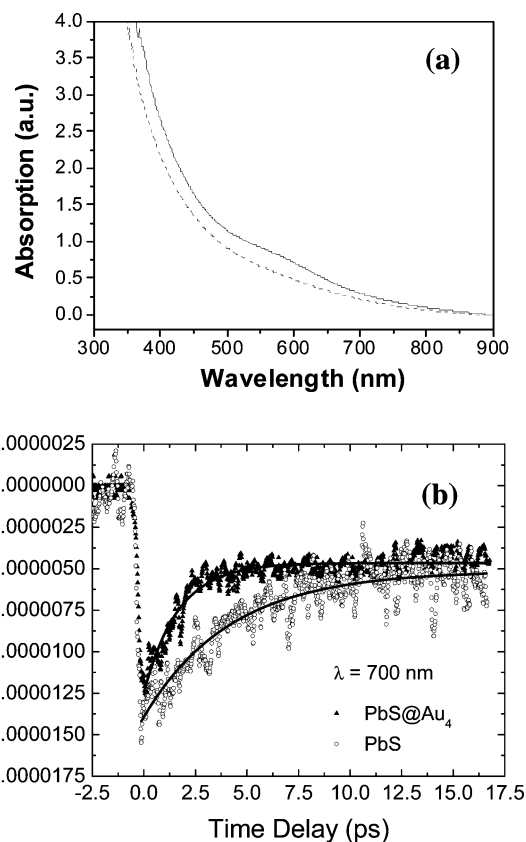 (a)
4.0
3.5
3.0
2.5
2.0
1.5
1.0
0.5
0.0
Absorption (a.u.)
300 400 500 600 700 800 900
Wavelength (nm)
(b)
.0000025
.0000000
.0000025
.0000050
.0000075
.0000100
.0000125
.0000150
.0000175
λ = 700 nm
PbS@Au₄
PbS
-2.5 0.0 2.5 5.0 7.5 10.0 12.5 15.0 17.5
Time Delay (ps)